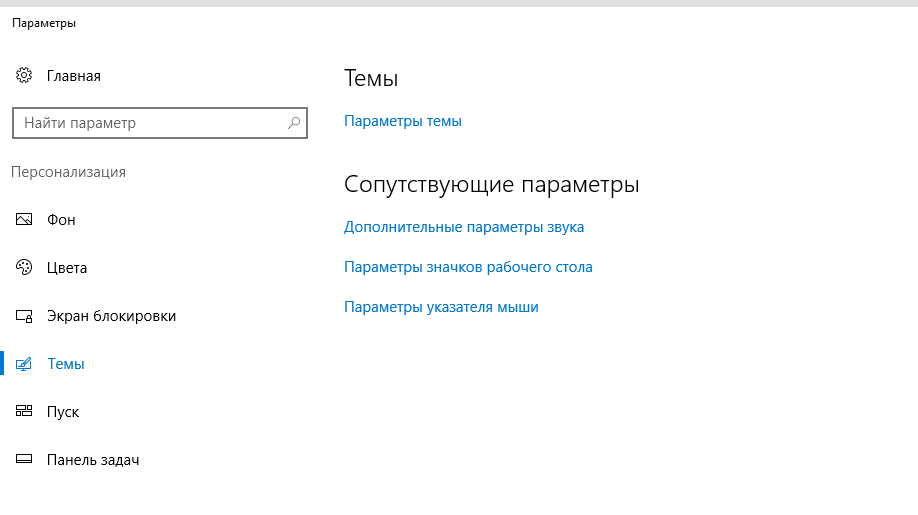 Параметры
Главная
Найти параметр
Персонализация
Фон
Цвета
Экран блокировки
Темы
Пуск
Панель задач
Темы
Параметры темы
Сопутствующие параметры
Дополнительные параметры звука
Параметры значков рабочего стола
Параметры указателя мыши